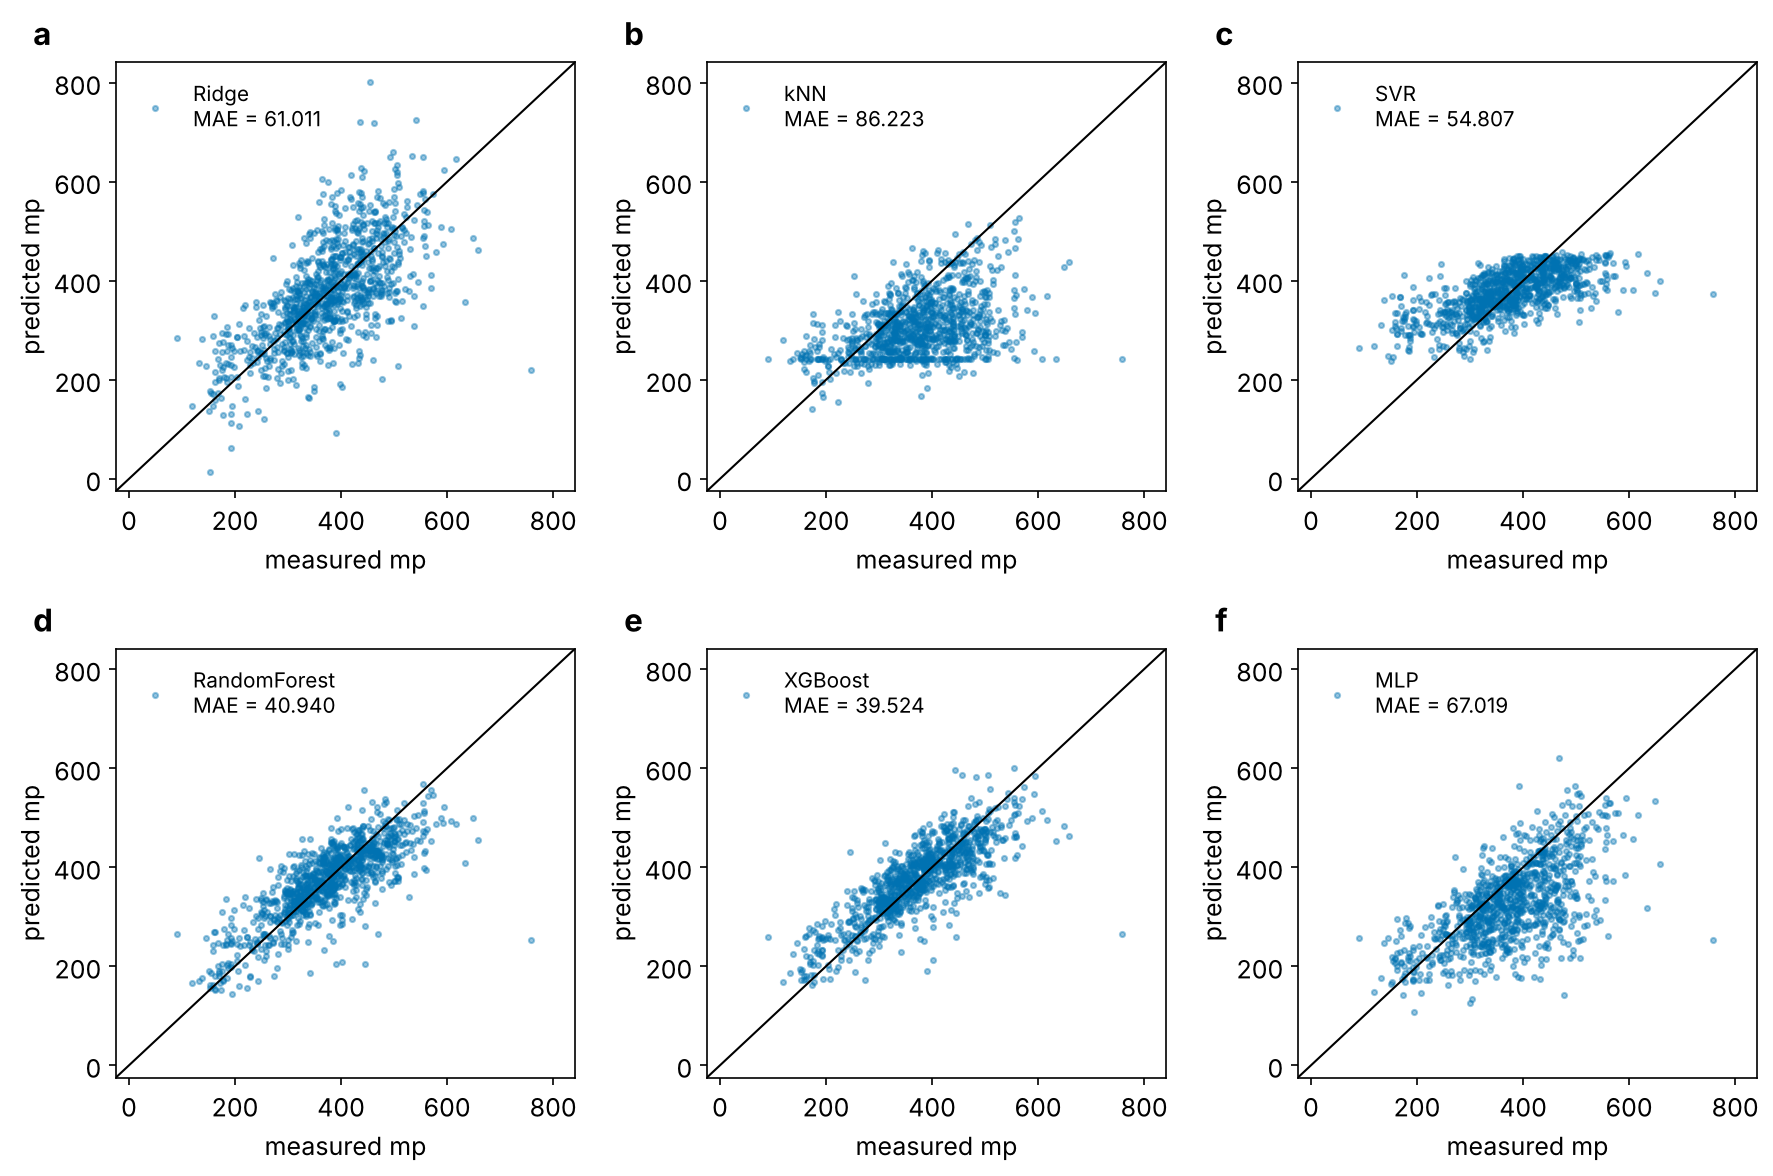 a
800
600
400
200
0
predicted mp
Ridge
MAE = 61.011
0 200 400 600 800
measured mp
b
800
600
400
200
0
predicted mp
kNN
MAE = 86.223
0 200 400 600 800
measured mp
c
800
600
400
200
0
predicted mp
SVR
MAE = 54.807
0 200 400 600 800
measured mp
d
800
600
400
200
0
predicted mp
RandomForest
MAE = 40.940
0 200 400 600 800
measured mp
e
800
600
400
200
0
predicted mp
XGBoost
MAE = 39.524
0 200 400 600 800
measured mp
f
800
600
400
200
0
predicted mp
MLP
MAE = 67.019
0 200 400 600 800
measured mp